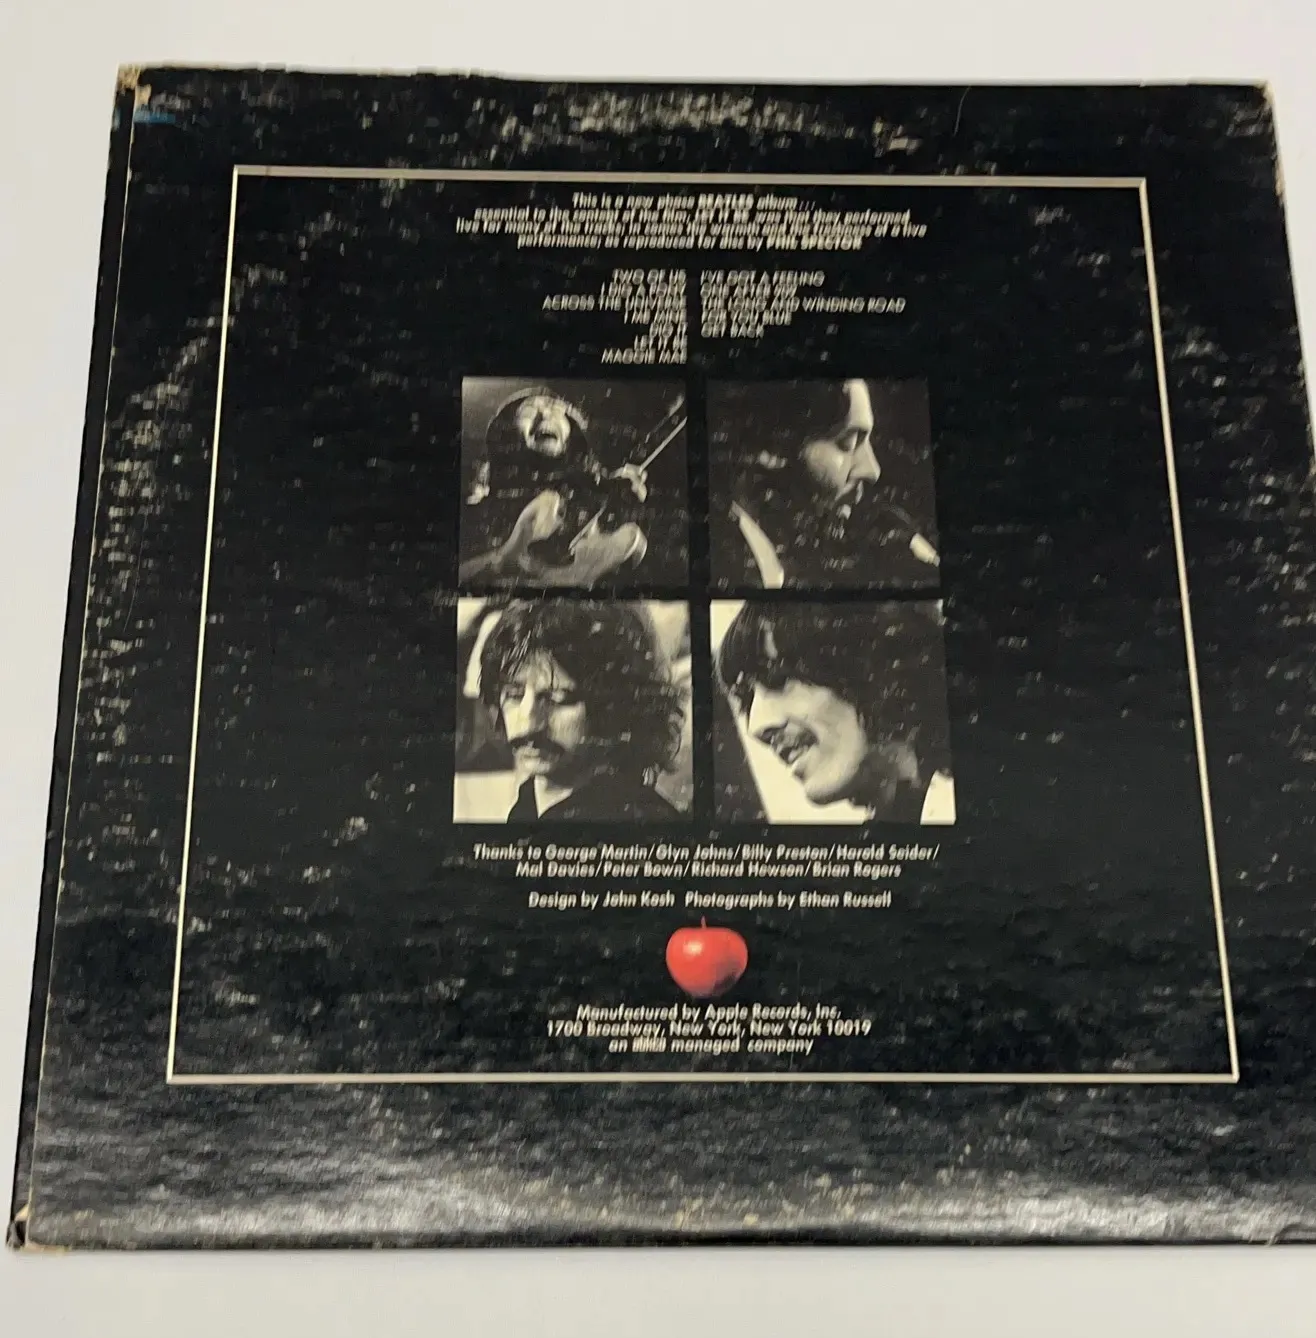 This is a new phase BEATLES album...
essential to the content of the film, LET IT BE was that they performed
live for many of the tracks in comes the warmth and the freshness of a live
performance; as reproduced for disc by PHIL SPECTOR
TWO OF US I'VE GOT A FEELING
ACROSS THE UNIVERSE THE LONG AND WINDING ROAD
I ME MINE FOR YOU BLUE
DIG IT GET BACK
LET IT BE
MAGGIE MAE
Thanks to George Martin/Glyn Johns/Billy Preston/Harold Seider/
Mal Davies/Peter Bown/Richard Hewson/Brian Rogers
Design by John Kosh Photographs by Ethan Russell
Manufactured by Apple Records, Inc.
1700 Broadway, New York, New York 10019
an managed company